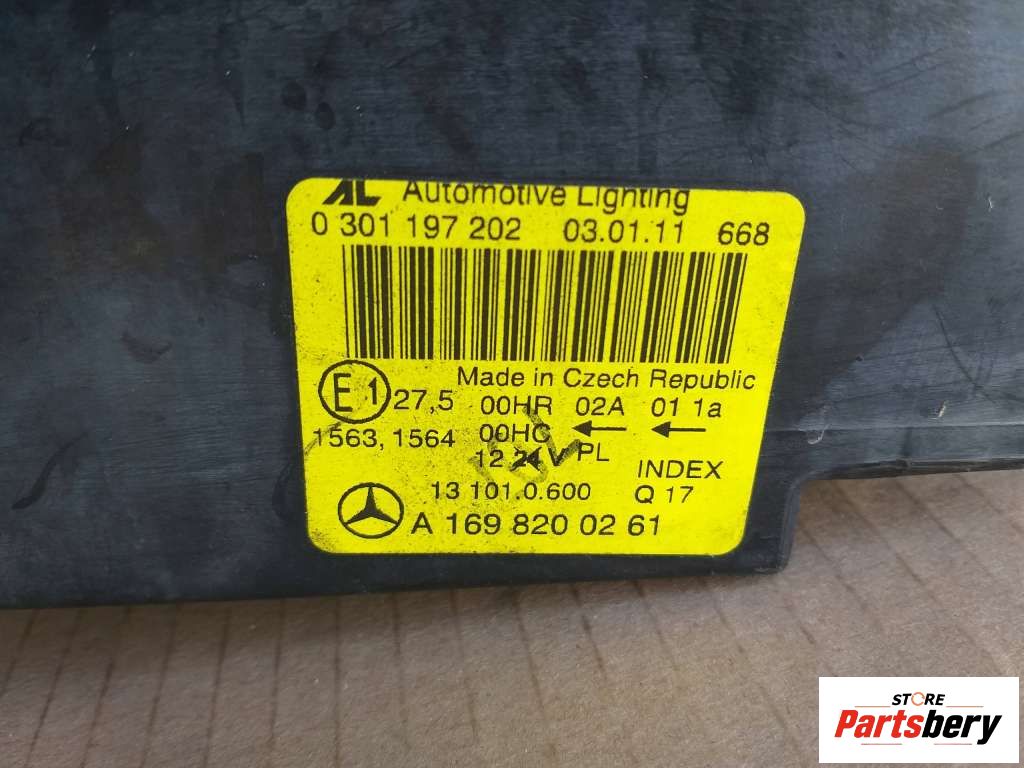 AL Automotive Lighting
0 301 197 202 03.01.11 668
Made in Czech Republic
E1 27,5 00HR 02A 01 1a
1563, 1564 00HC ← ←
12 24V PL
INDEX
13 101.0.600 Q 17
A 169 820 02 61
STORE
Partsbery